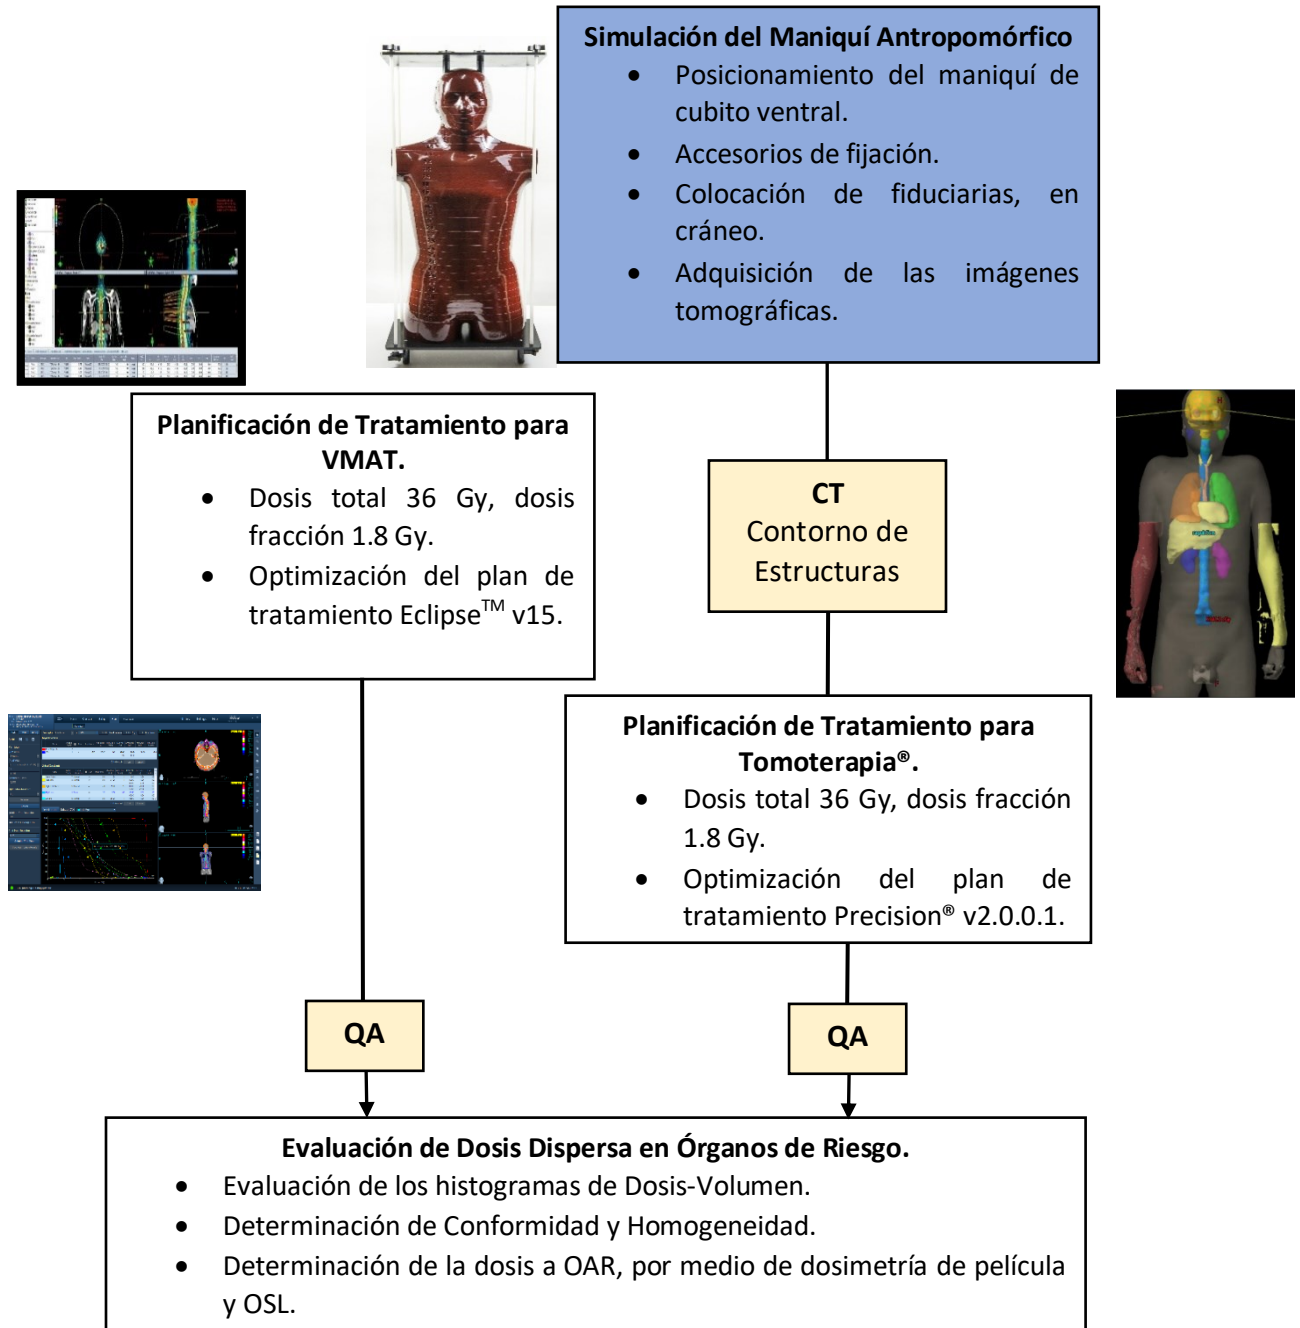 Simulación del Maniquí Antropomórfico
• Posicionamiento del maniquí de
cubito ventral.
• Accesorios de fijación.
• Colocación de fiduciarias, en
cráneo.
• Adquisición de las imágenes
tomográficas.
Planificación de Tratamiento para
VMAT.
• Dosis total 36 Gy, dosis
fracción 1.8 Gy.
• Optimización del plan de
tratamiento Eclipse™ v15.
CT
Contorno de
Estructuras
Planificación de Tratamiento para
Tomoterapia®.
• Dosis total 36 Gy, dosis fracción
1.8 Gy.
• Optimización del plan de
tratamiento Precision® v2.0.0.1.
QA
QA
Evaluación de Dosis Dispersa en Órganos de Riesgo.
• Evaluación de los histogramas de Dosis-Volumen.
• Determinación de Conformidad y Homogeneidad.
• Determinación de la dosis a OAR, por medio de dosimetría de película
y OSL.